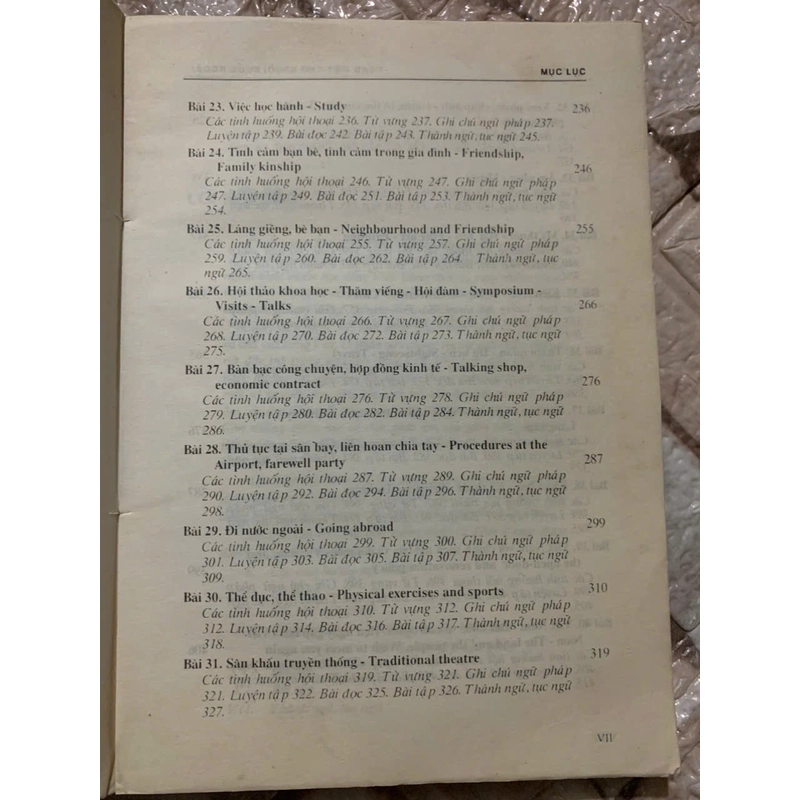 MỤC LỤC
Bài 23. Việc học hành - Study 236
Các tình huống hội thoại 236. Từ vựng 237. Ghi chú ngữ pháp 237.
Luyện tập 239. Bài đọc 242. Bài tập 243. Thành ngữ, tục ngữ 245.
Bài 24. Tình cảm bạn bè, tình cảm trong gia đình - Friendship,
Family kinship 246
Các tình huống hội thoại 246. Từ vựng 247. Ghi chú ngữ pháp
247. Luyện tập 249. Bài đọc 251. Bài tập 253. Thành ngữ, tục ngữ
254.
Bài 25. Láng giềng, bè bạn - Neighbourhood and Friendship 255
Các tình huống hội thoại 255. Từ vựng 257. Ghi chú ngữ pháp
259. Luyện tập 260. Bài đọc 262. Bài tập 264. Thành ngữ, tục
ngữ 265.
Bài 26. Hội thảo khoa học - Thăm viếng - Hội đàm - Symposium -
Visits - Talks 266
Các tình huống hội thoại 266. Từ vựng 267. Ghi chú ngữ pháp
268. Luyện tập 270. Bài đọc 272. Bài tập 273. Thành ngữ, tục ngữ
275.
Bài 27. Bàn bạc công chuyện, hợp đồng kinh tế - Talking shop,
economic contract 276
Các tình huống hội thoại 276. Từ vựng 278. Ghi chú ngữ pháp
279. Luyện tập 280. Bài đọc 282. Bài tập 284. Thành ngữ, tục ngữ
286.
Bài 28. Thủ tục tại sân bay, liên hoan chia tay - Procedures at the
Airport, farewell party 287
Các tình huống hội thoại 287. Từ vựng 289. Ghi chú ngữ pháp
290. Luyện tập 292. Bài đọc 294. Bài tập 296. Thành ngữ, tục ngữ
298.
Bài 29. Đi nước ngoài - Going abroad 299
Các tình huống hội thoại 299. Từ vựng 300. Ghi chú ngữ pháp
301. Luyện tập 303. Bài đọc 305. Bài tập 307. Thành ngữ, tục ngữ
309.
Bài 30. Thể dục, thể thao - Physical exercises and sports 310
Các tình huống hội thoại 310. Từ vựng 312. Ghi chú ngữ pháp
312. Luyện tập 314. Bài đọc 316. Bài tập 317. Thành ngữ, tục ngữ
318.
Bài 31. Sân khấu truyền thống - Traditional theatre 319
Các tình huống hội thoại 319. Từ vựng 321. Ghi chú ngữ pháp
321. Luyện tập 322. Bài đọc 325. Bài tập 326. Thành ngữ, tục ngữ
327.
VII